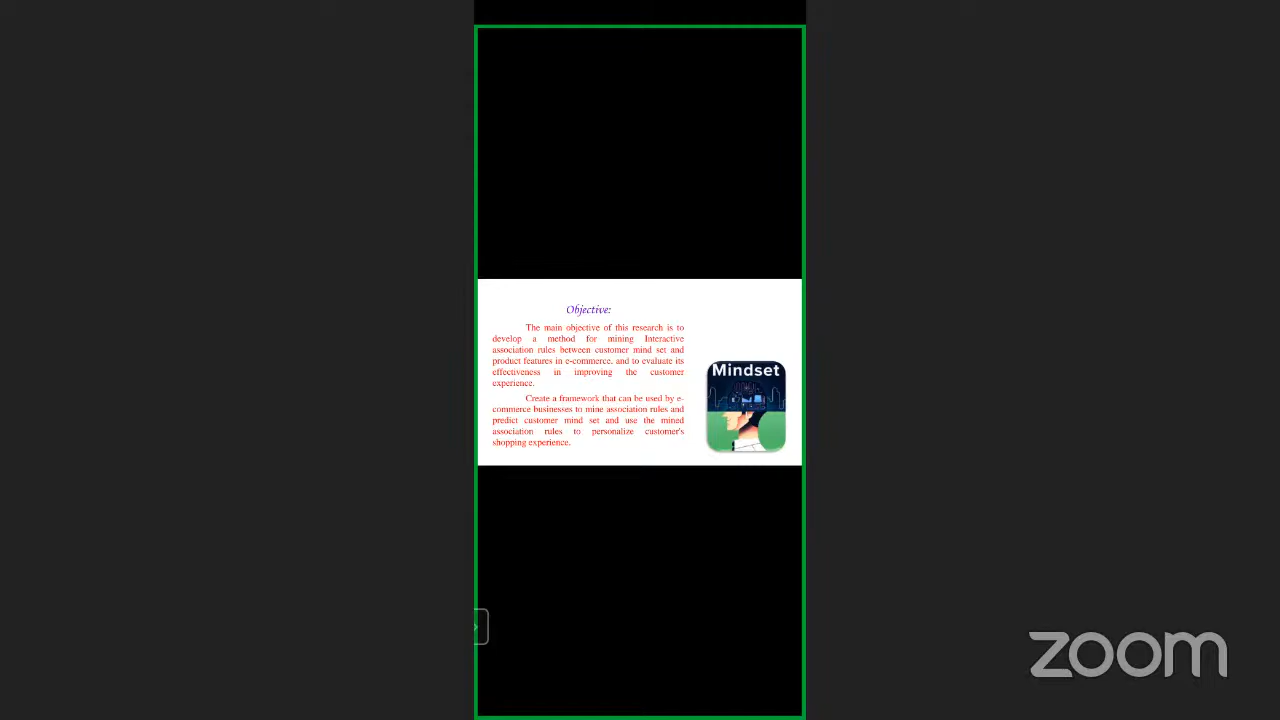 Objective:
The main objective of this research is to
develop a method for mining Interactive
association rules between customer mind set and
product features in e-commerce. and to evaluate its
effectiveness in improving the customer
experience.
Create a framework that can be used by e-
commerce businesses to mine association rules and
predict customer mind set and use the mined
association rules to personalize customer's
shopping experience.
Mindset
zoom